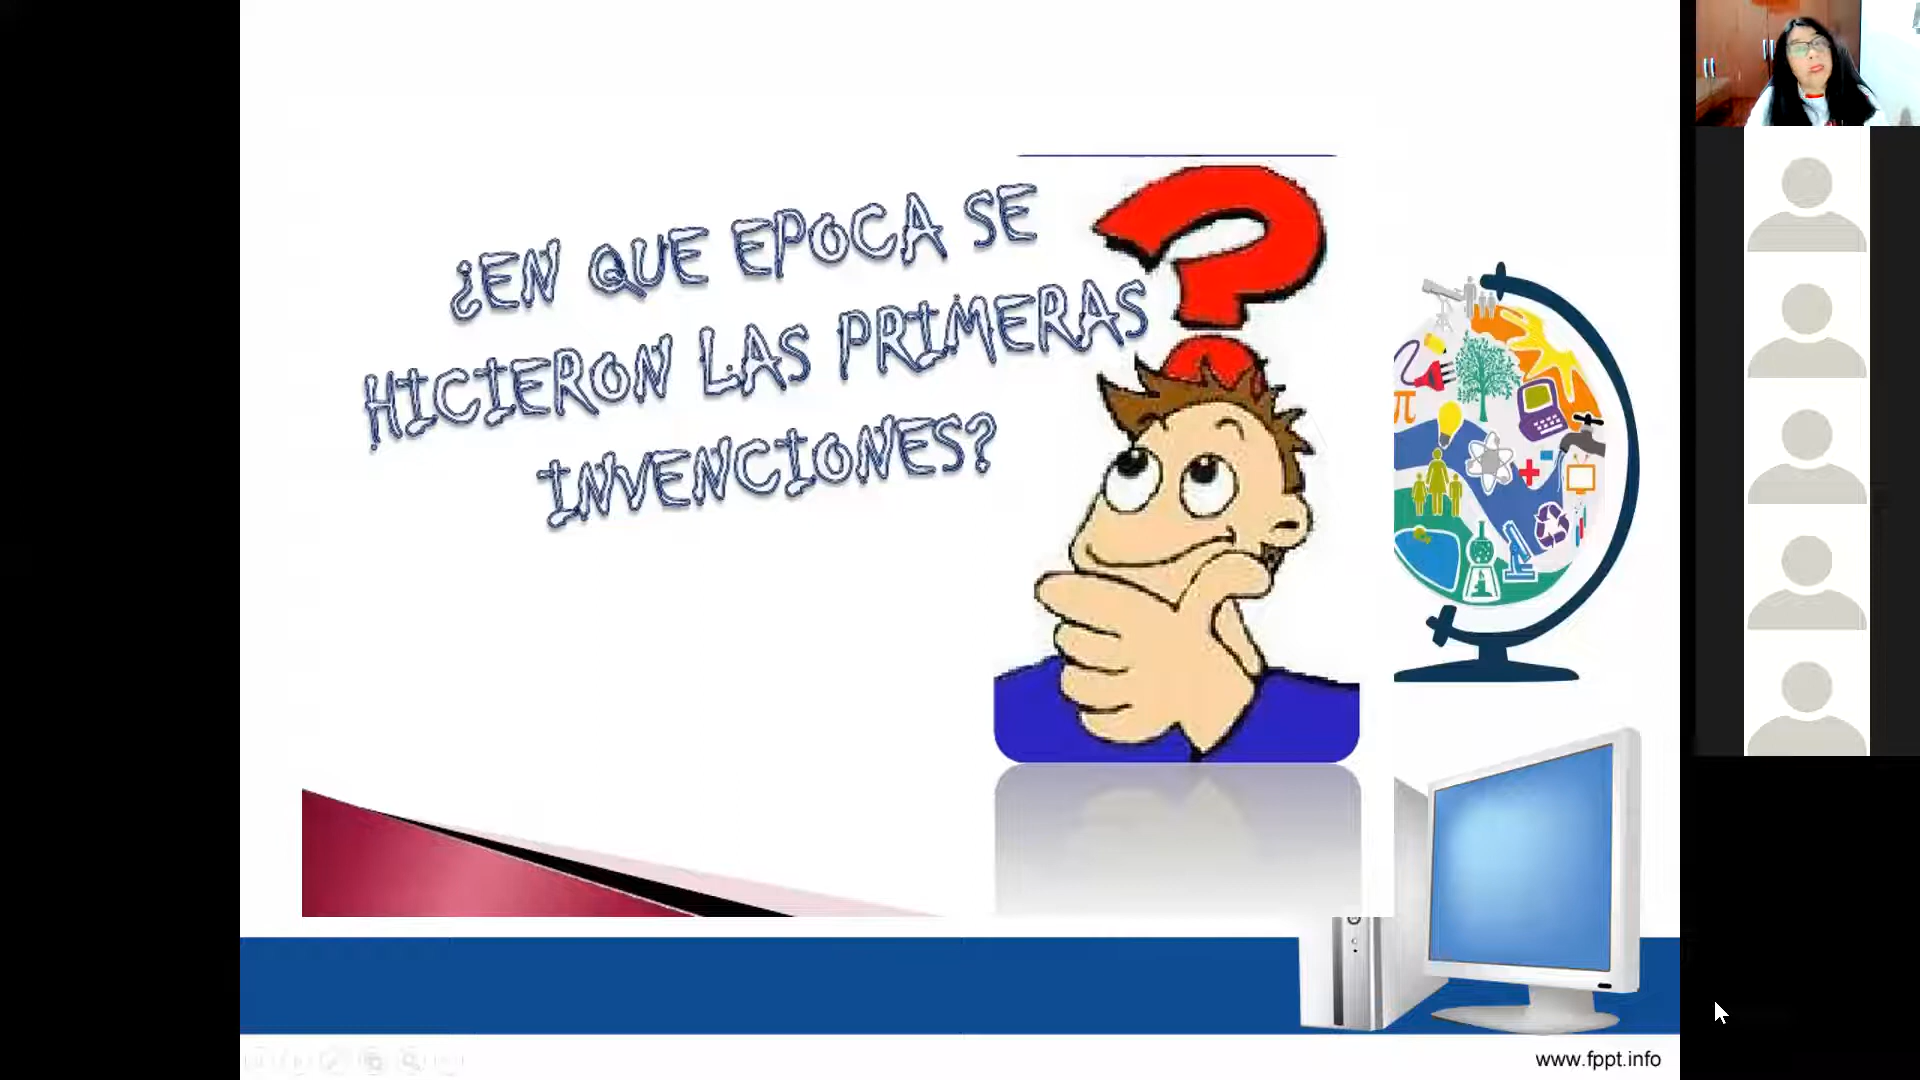 ¿EN QUE EPOCA SE
HICIERON LAS PRIMERAS
INVENCIONES?
π
www.fppt.info